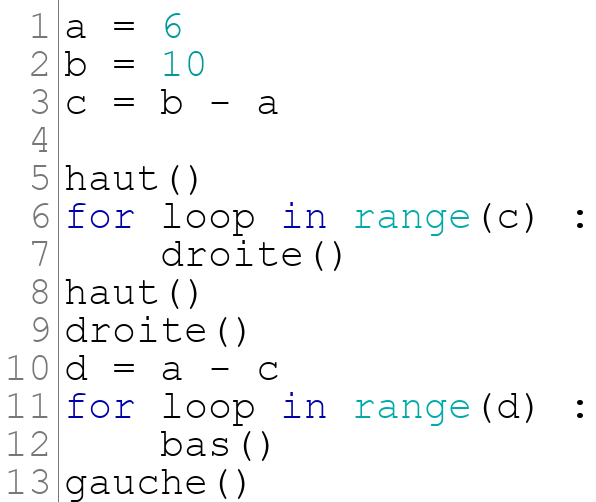 1 a = 6
2 b = 10
3 c = b - a
4
5 haut()
6 for loop in range(c) :
7     droite()
8 haut()
9 droite()
10 d = a - c
11 for loop in range(d) :
12     bas()
13 gauche()